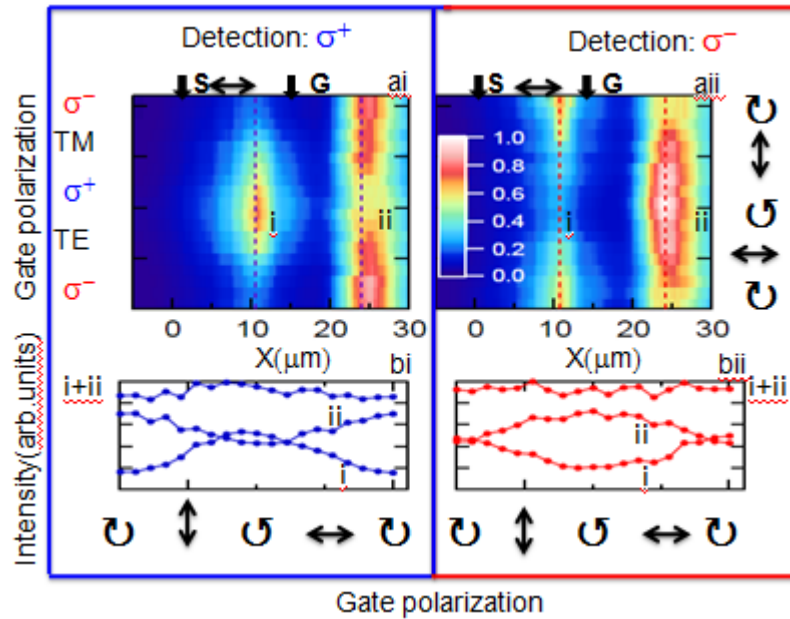 Detection: σ⁺
Detection: σ⁻
S
G
ai
S
G
aii
Gate polarization
σ⁻
TM
σ⁺
TE
σ⁻
i
ii
1.0
0.8
0.6
0.4
0.2
0.0
i
ii
0
10
20
30
0
10
20
30
X(μm)
bi
X(μm)
bii
Intensity(arb.units)
i+ii
ii
i
i+ii
ii
i
Gate polarization